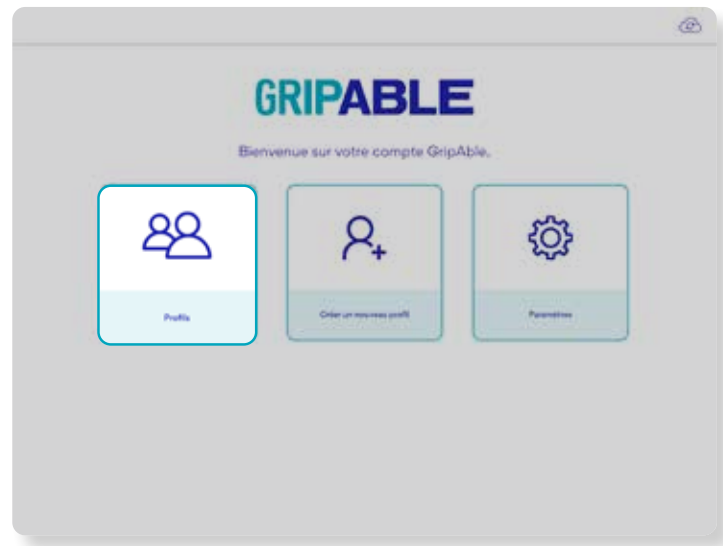 GRIPABLE
Bienvenue sur votre compte GripAble.
Profils
Créer un nouveau profil
Paramètres